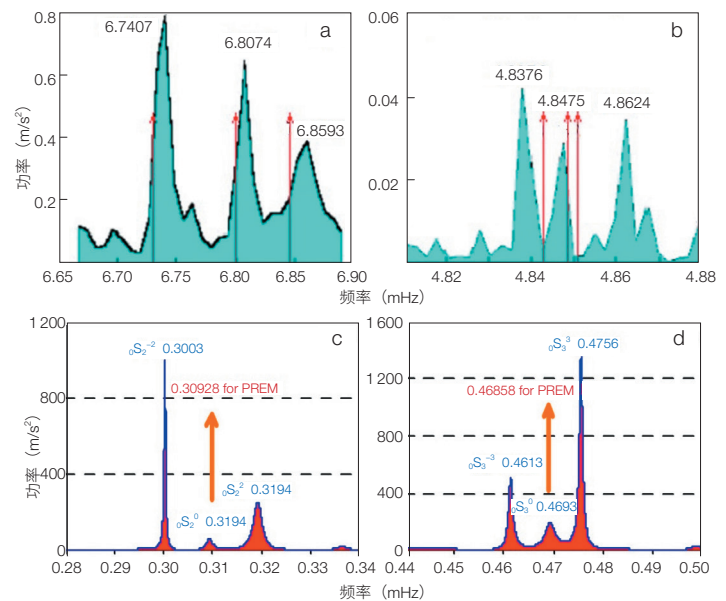 0.8
0.6
0.4
0.2
功率（m/s²）
6.7407
6.8074
6.8593
a
6.65
6.70
6.75
6.80
6.85
6.90
0.06
0.04
0.02
4.8376
4.8475
4.8624
b
4.82
4.84
4.86
4.88
频率（mHz）
1 200
800
400
0
功率（m/s²）
₀S₂⁻² 0.3003
c
0.30928 for PREM
₀S₂² 0.3194
₀S₂⁰ 0.3194
0.28
0.29
0.30
0.31
0.32
0.33
0.34
1 600
1 200
800
400
0
₀S₃³ 0.4756
d
0.46858 for PREM
₀S₃⁻³ 0.4613
₀S₃⁰ 0.4693
0.44
0.45
0.46
0.47
0.48
0.49
0.50
频率（mHz）